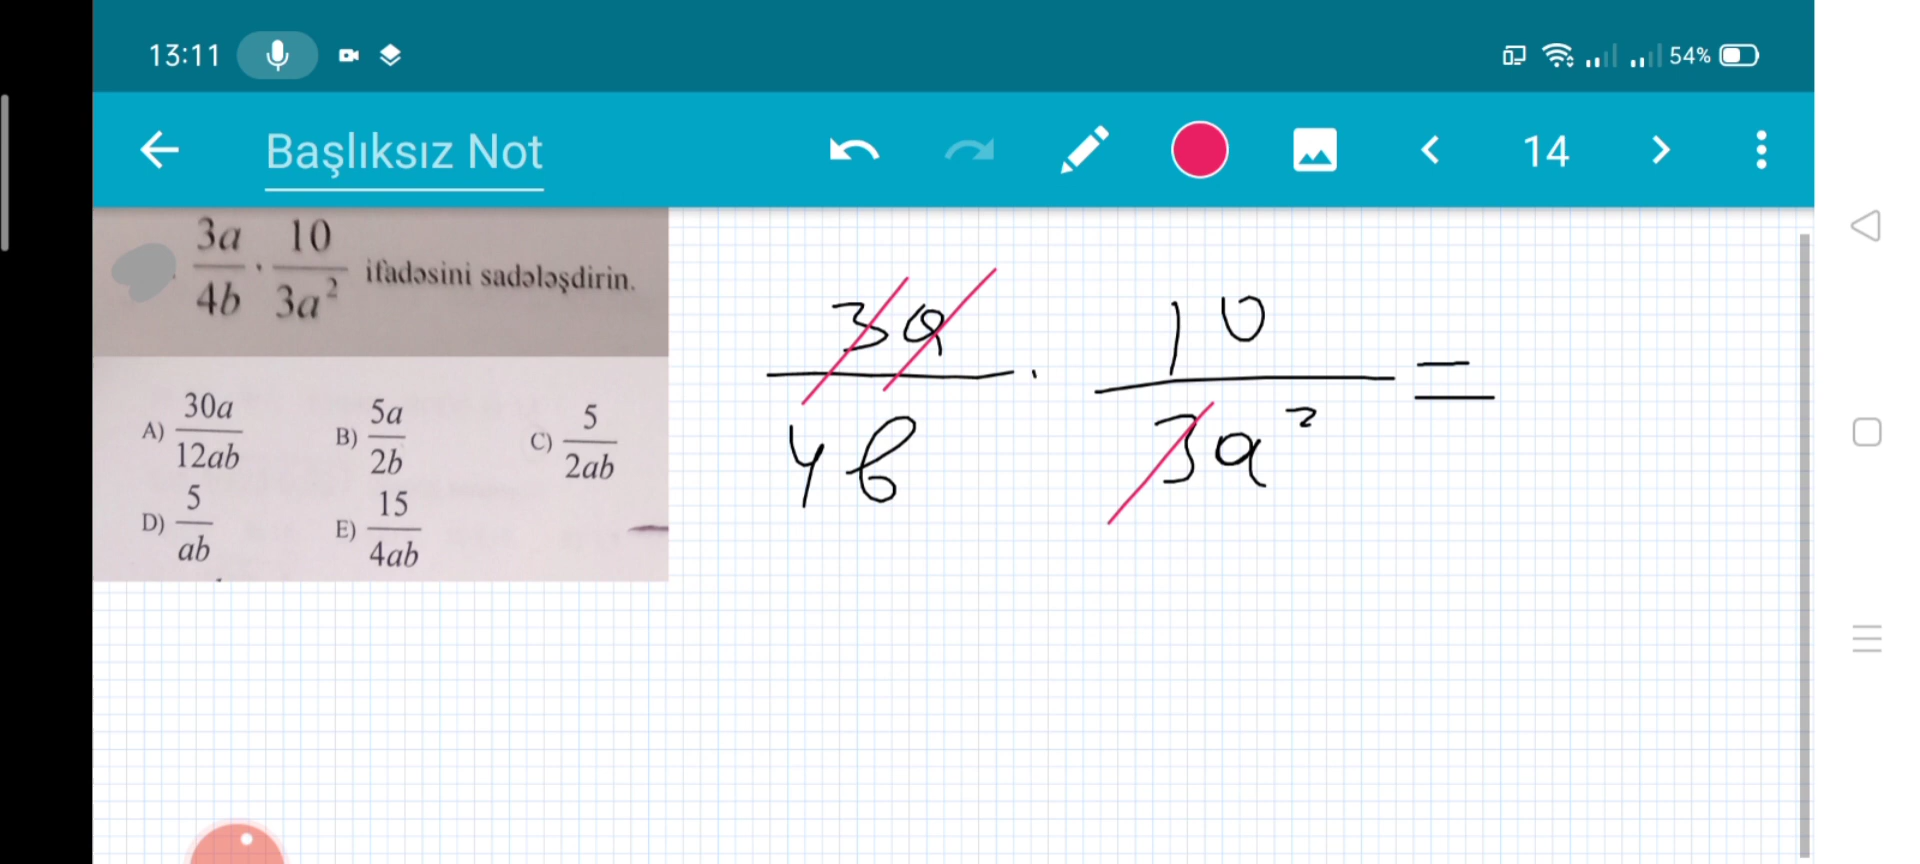 13:11 54%
Başlıksız Not 14
3a/4b · 10/3a² ifadəsini sadələşdirin.
A) 30a/12ab B) 5a/2b C) 5/2ab
D) 5/ab E) 15/4ab
3a/4b · 10/3a² =